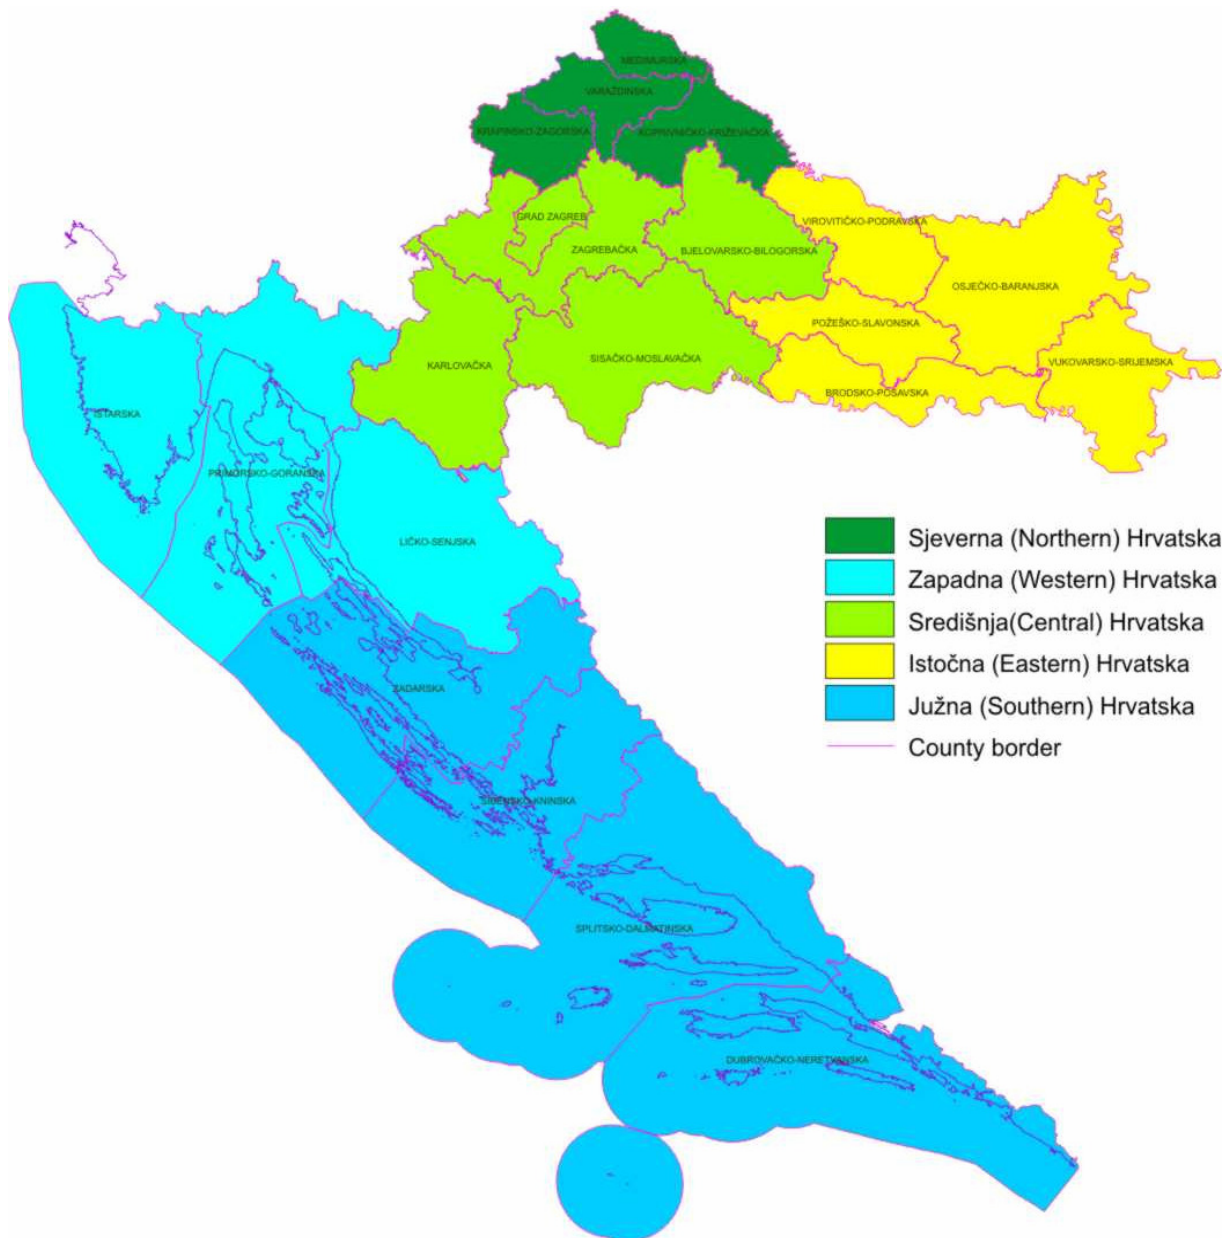 MEĐIMURSKA
VARAŽDINSKA
KRAPINSKO-ZAGORSKA
KOPRIVNIČKO-KRIŽEVAČKA
GRAD ZAGREB
VIROVITIČKO-PODRAVSKA
ZAGREBAČKA
BJELOVARSKO-BILOGORSKA
OSJEČKO-BARANJSKA
POŽEŠKO-SLAVONSKA
SISAČKO-MOSLAVAČKA
KARLOVAČKA
VUKOVARSKO-SRIJEMSKA
BRODSKO-POSAVSKA
ISTARSKA
PRIMORSKO-GORANSKA
LIČKO-SENJSKA
ZADARSKA
ŠIBENSKO-KNINSKA
SPLITSKO-DALMATINSKA
DUBROVAČKO-NERETVANSKA
Sjeverna (Northern) Hrvatska
Zapadna (Western) Hrvatska
Središnja(Central) Hrvatska
Istočna (Eastern) Hrvatska
Južna (Southern) Hrvatska
County border